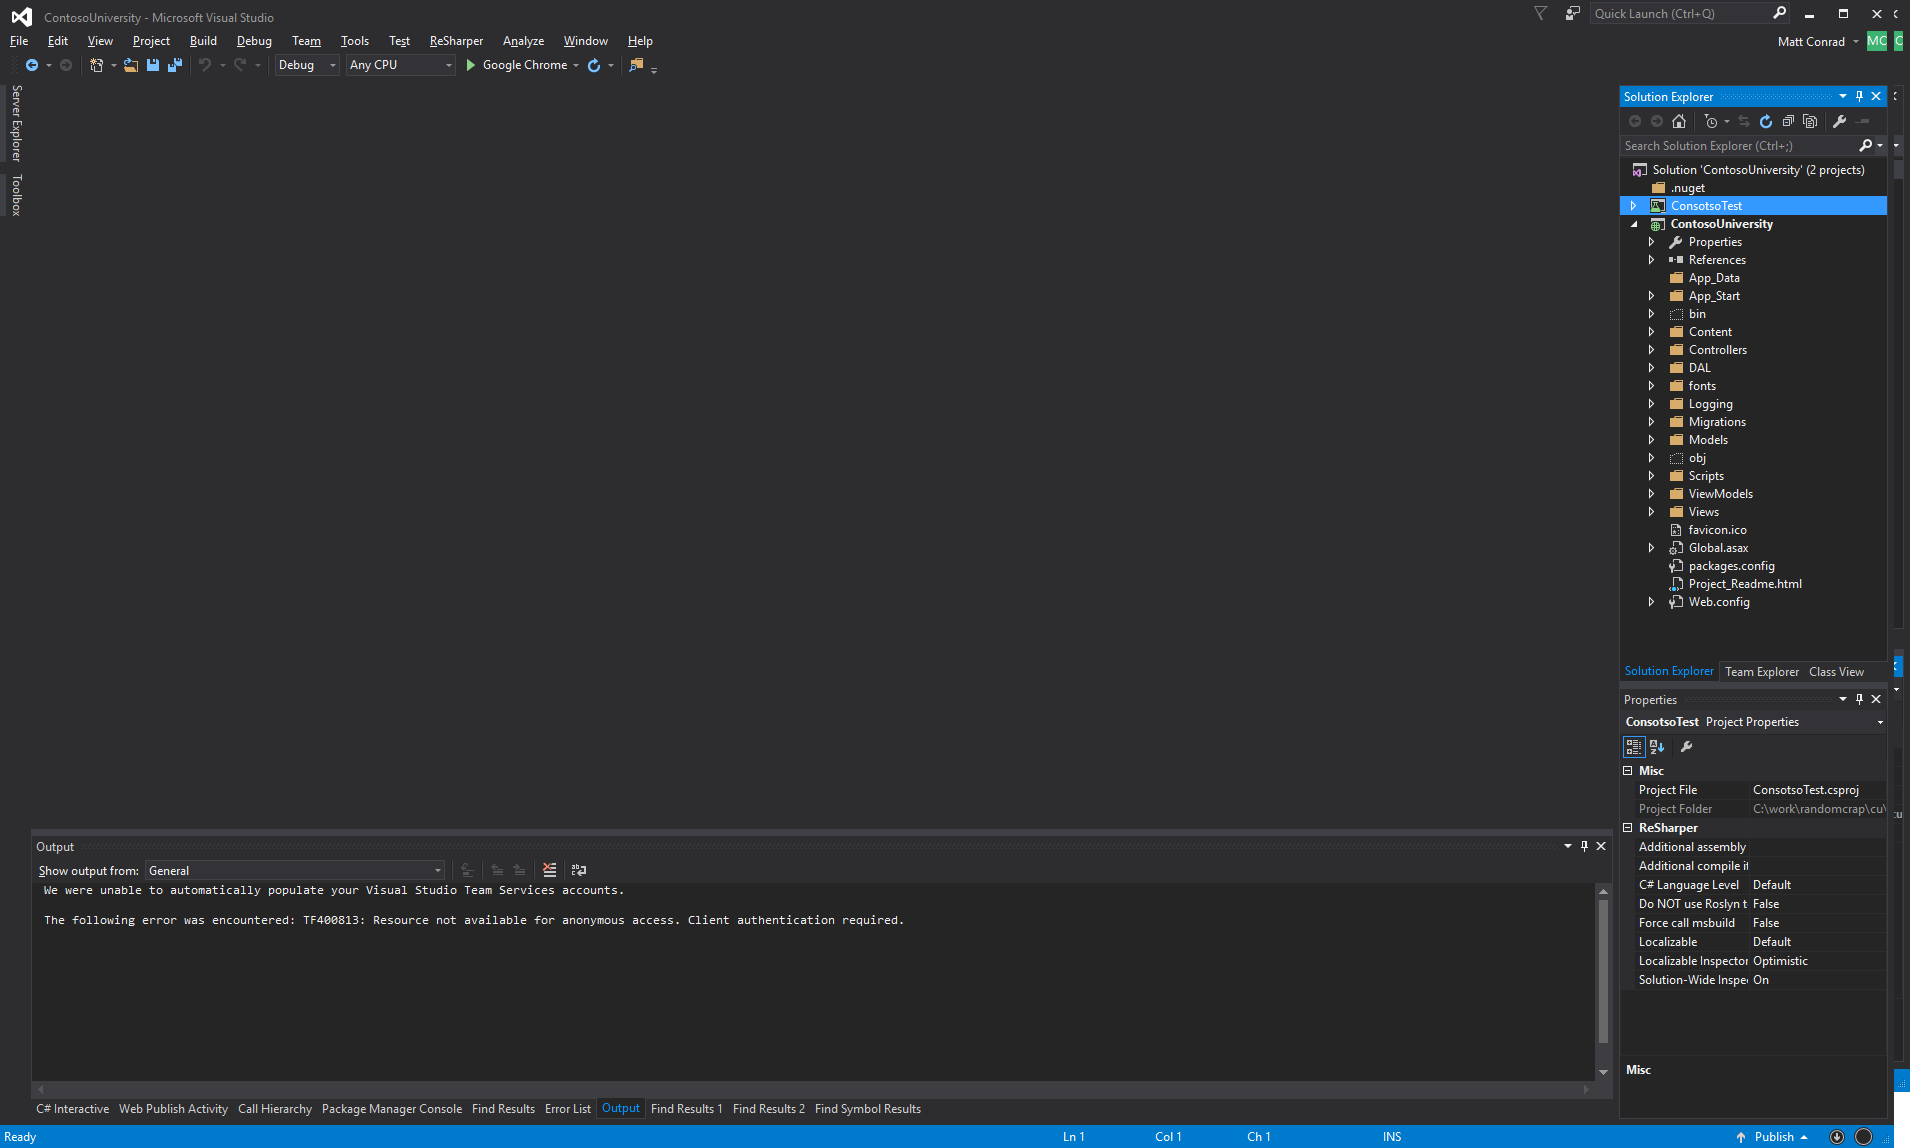 ContosoUniversity - Microsoft Visual Studio
Quick Launch (Ctrl+Q)
File Edit View Project Build Debug Team Tools Test ReSharper Analyze Window Help
Matt Conrad MC
Debug Any CPU Google Chrome
Server Explorer
Toolbox
Solution Explorer
Search Solution Explorer (Ctrl+;)
Solution 'ContosoUniversity' (2 projects)
.nuget
ConsotsoTest
ContosoUniversity
Properties
References
App_Data
App_Start
bin
Content
Controllers
DAL
fonts
Logging
Migrations
Models
obj
Scripts
ViewModels
Views
favicon.ico
Global.asax
packages.config
Project_Readme.html
Web.config
Solution Explorer Team Explorer Class View
Properties
ConsotsoTest Project Properties
Misc
Project File ConsotsoTest.csproj
Project Folder C:\work\randomcrap\cu\
ReSharper
Additional assembly
Additional compile it
C# Language Level Default
Do NOT use Roslyn t False
Force call msbuild False
Localizable Default
Localizable Inspector Optimistic
Solution-Wide Inspe On
Misc
Output
Show output from: General
We were unable to automatically populate your Visual Studio Team Services accounts.
The following error was encountered: TF400813: Resource not available for anonymous access. Client authentication required.
C# Interactive Web Publish Activity Call Hierarchy Package Manager Console Find Results Error List Output Find Results 1 Find Results 2 Find Symbol Results
Ready Ln 1 Col 1 Ch 1 INS Publish